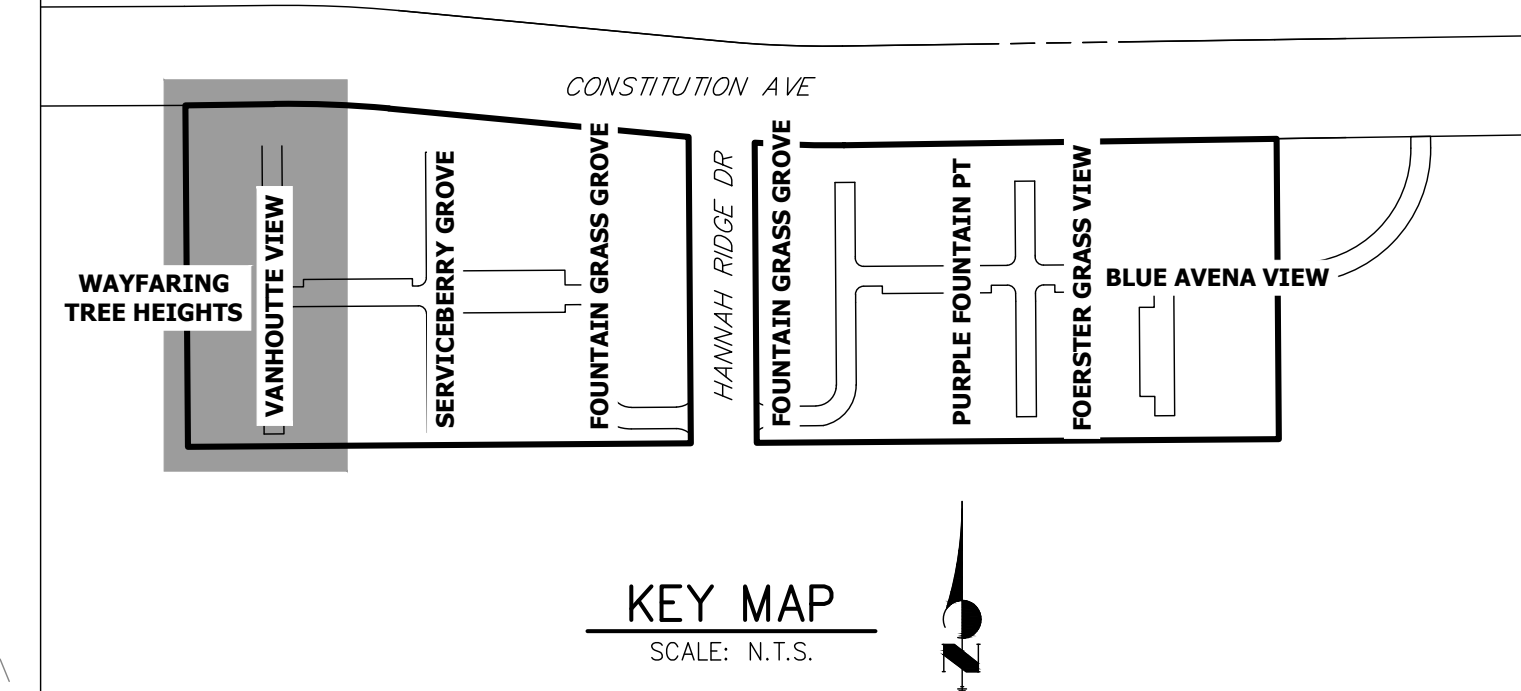 CONSTITUTION AVE
WAYFARING
TREE HEIGHTS
VANHOUTTE VIEW
SERVICEBERRY GROVE
FOUNTAIN GRASS GROVE
HANNAH RIDGE DR
FOUNTAIN GRASS GROVE
PURPLE FOUNTAIN PT
FOERSTER GRASS VIEW
BLUE AVENA VIEW
KEY MAP
SCALE: N.T.S.
N